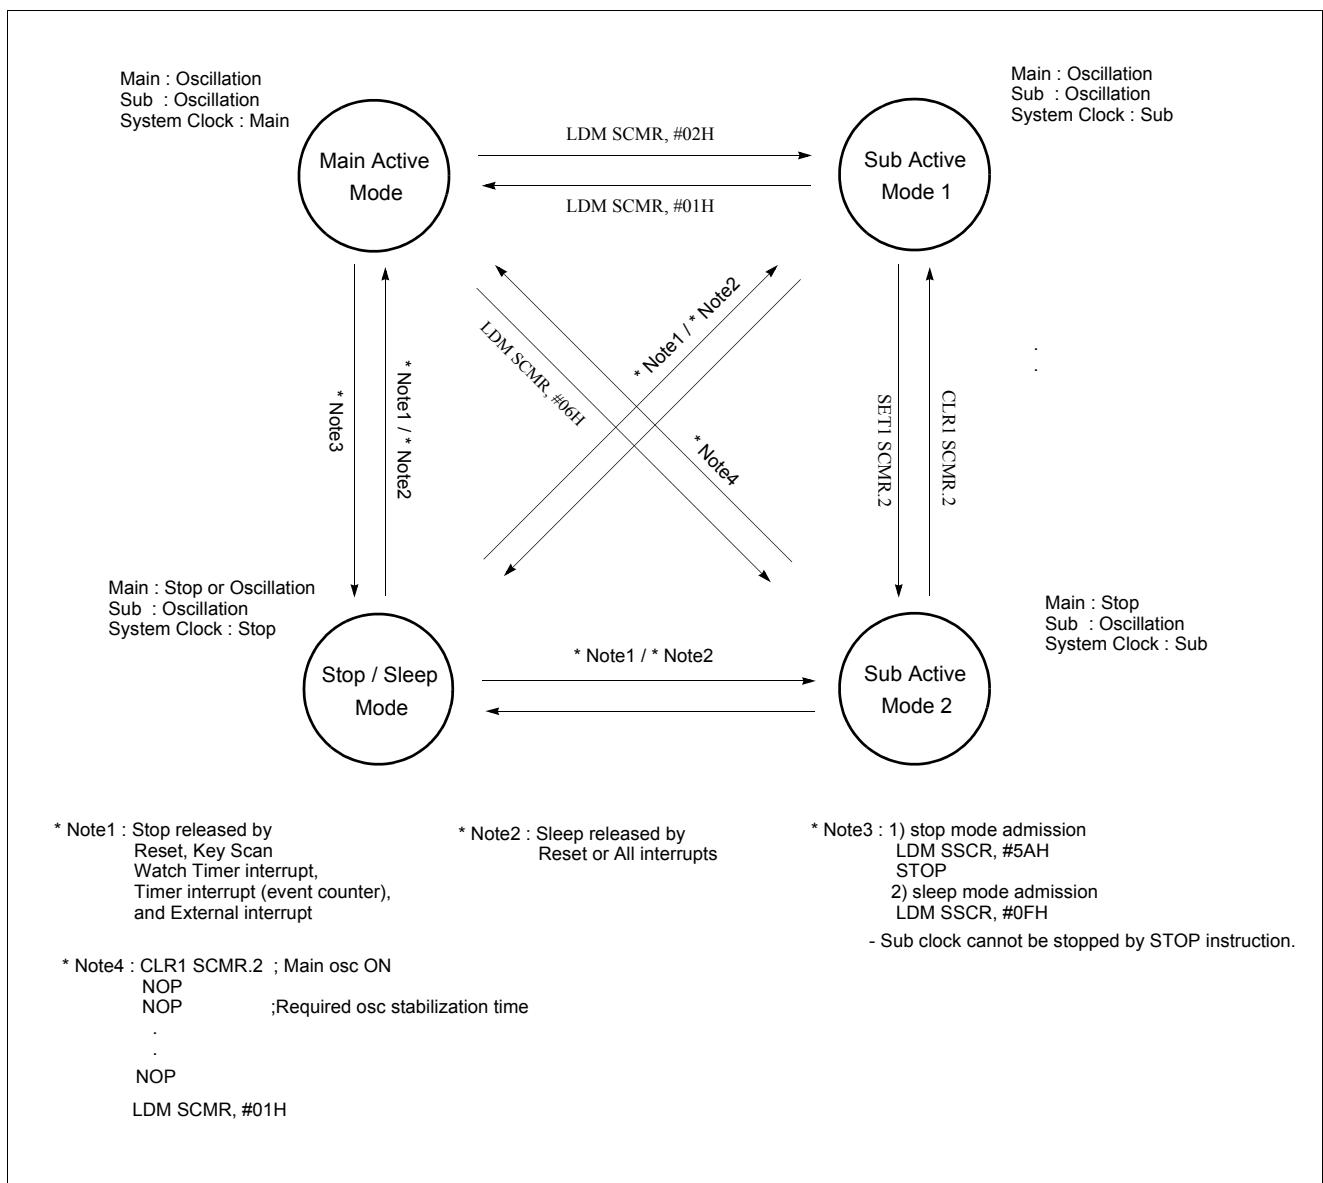 Main : Oscillation
Sub : Oscillation
System Clock : Main
Main : Oscillation
Sub : Oscillation
System Clock : Sub
Main Active
Mode
LDM SCMR, #02H
LDM SCMR, #01H
Sub Active
Mode 1
* Note3
* Note1 / * Note2
LDM SCMR, #06H
* Note1 / * Note2
* Note4
SET1 SCMR.2
CLR1 SCMR.2
.
.
Main : Stop or Oscillation
Sub : Oscillation
System Clock : Stop
Main : Stop
Sub : Oscillation
System Clock : Sub
Stop / Sleep
Mode
* Note1 / * Note2
Sub Active
Mode 2
* Note1 : Stop released by
Reset, Key Scan
Watch Timer interrupt,
Timer interrupt (event counter),
and External interrupt
* Note2 : Sleep released by
Reset or All interrupts
* Note3 : 1) stop mode admission
LDM SSCR, #5AH
STOP
2) sleep mode admission
LDM SSCR, #0FH
- Sub clock cannot be stopped by STOP instruction.
* Note4 : CLR1 SCMR.2 ; Main osc ON
NOP
NOP ;Required osc stabilization time
.
.
NOP
LDM SCMR, #01H